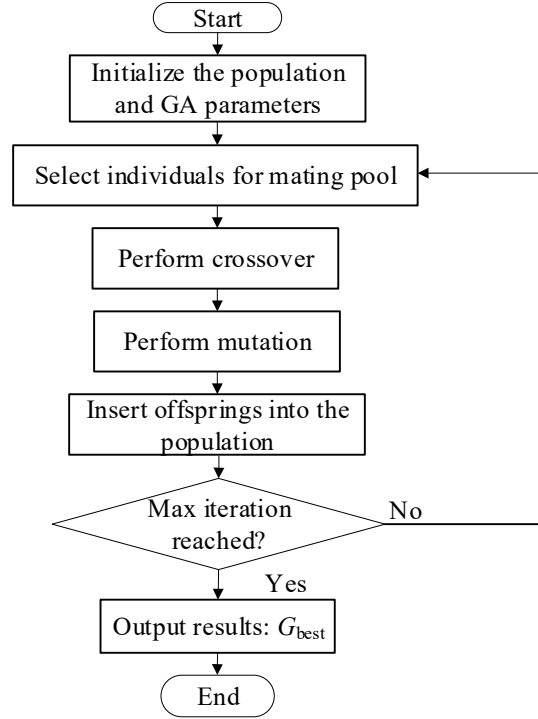 Start
Initialize the population
and GA parameters
Select individuals for mating pool
Perform crossover
Perform mutation
Insert offsprings into the
population
Max iteration
reached?
No
Yes
Output results: G_best
End